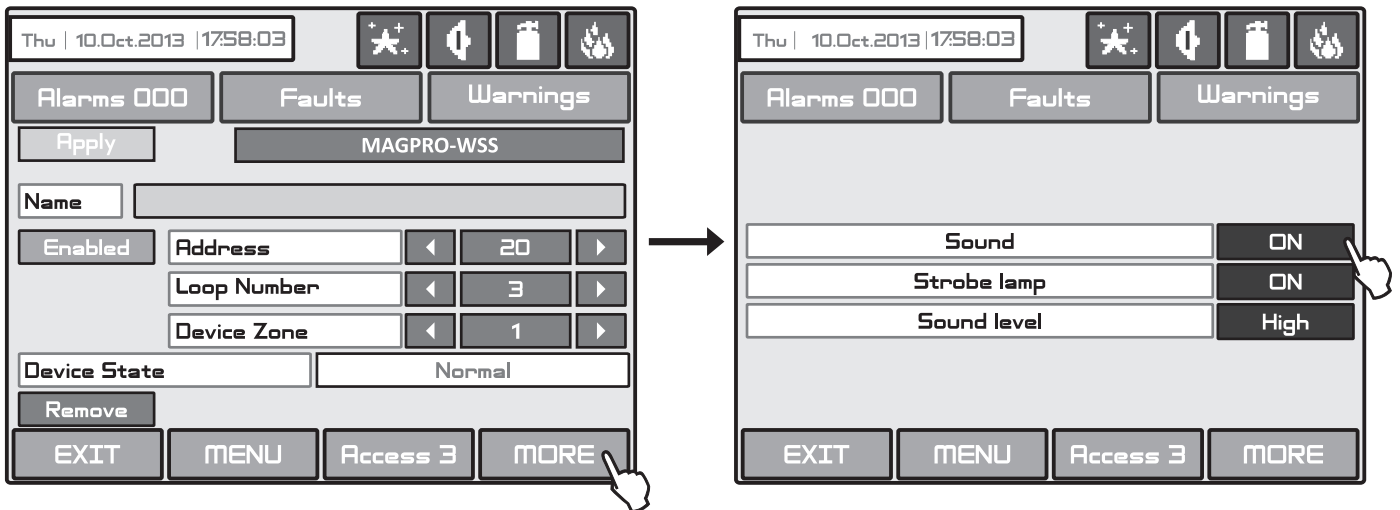 Thu | 10.Oct.2013 | 17:58:03
Alarms 000 Faults Warnings
Apply MAGPRO-WSS
Name
Enabled Address 20
Loop Number 3
Device Zone 1
Device State Normal
Remove
EXIT MENU Access 3 MORE
Thu | 10.Oct.2013 | 17:58:03
Alarms 000 Faults Warnings
Sound ON
Strobe lamp ON
Sound level High
EXIT MENU Access 3 MORE